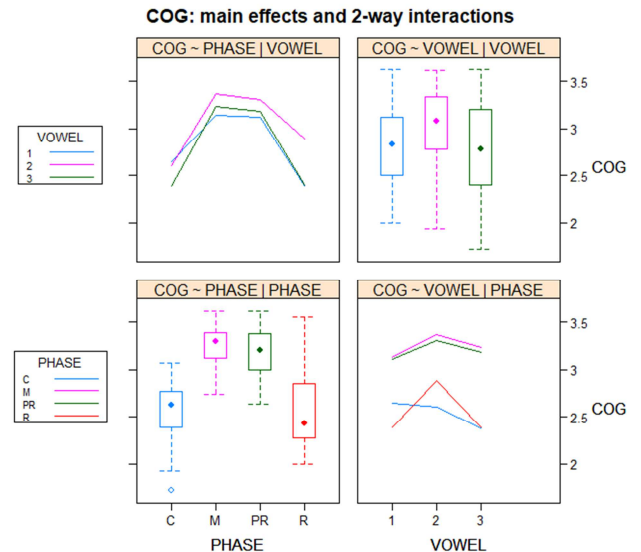 COG: main effects and 2-way interactions
COG ~ PHASE | VOWEL
COG ~ VOWEL | VOWEL
VOWEL
1
2
3
3.5
3
2.5
2
COG
COG ~ PHASE | PHASE
COG ~ VOWEL | PHASE
PHASE
C
M
PR
R
3.5
3
2.5
2
COG
C M PR R
1 2 3
PHASE
VOWEL